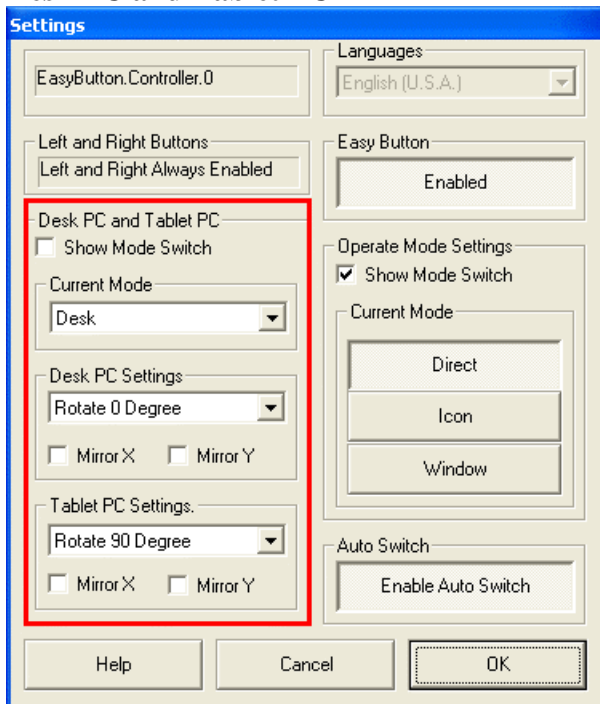 Settings
EasyButton.Controller.0
Languages
English (U.S.A.)
Left and Right Buttons
Left and Right Always Enabled
Easy Button
Enabled
Desk PC and Tablet PC
Show Mode Switch
Current Mode
Desk
Desk PC Settings
Rotate 0 Degree
Mirror X Mirror Y
Tablet PC Settings.
Rotate 90 Degree
Mirror X Mirror Y
Operate Mode Settings
Show Mode Switch
Current Mode
Direct
Icon
Window
Auto Switch
Enable Auto Switch
Help Cancel OK